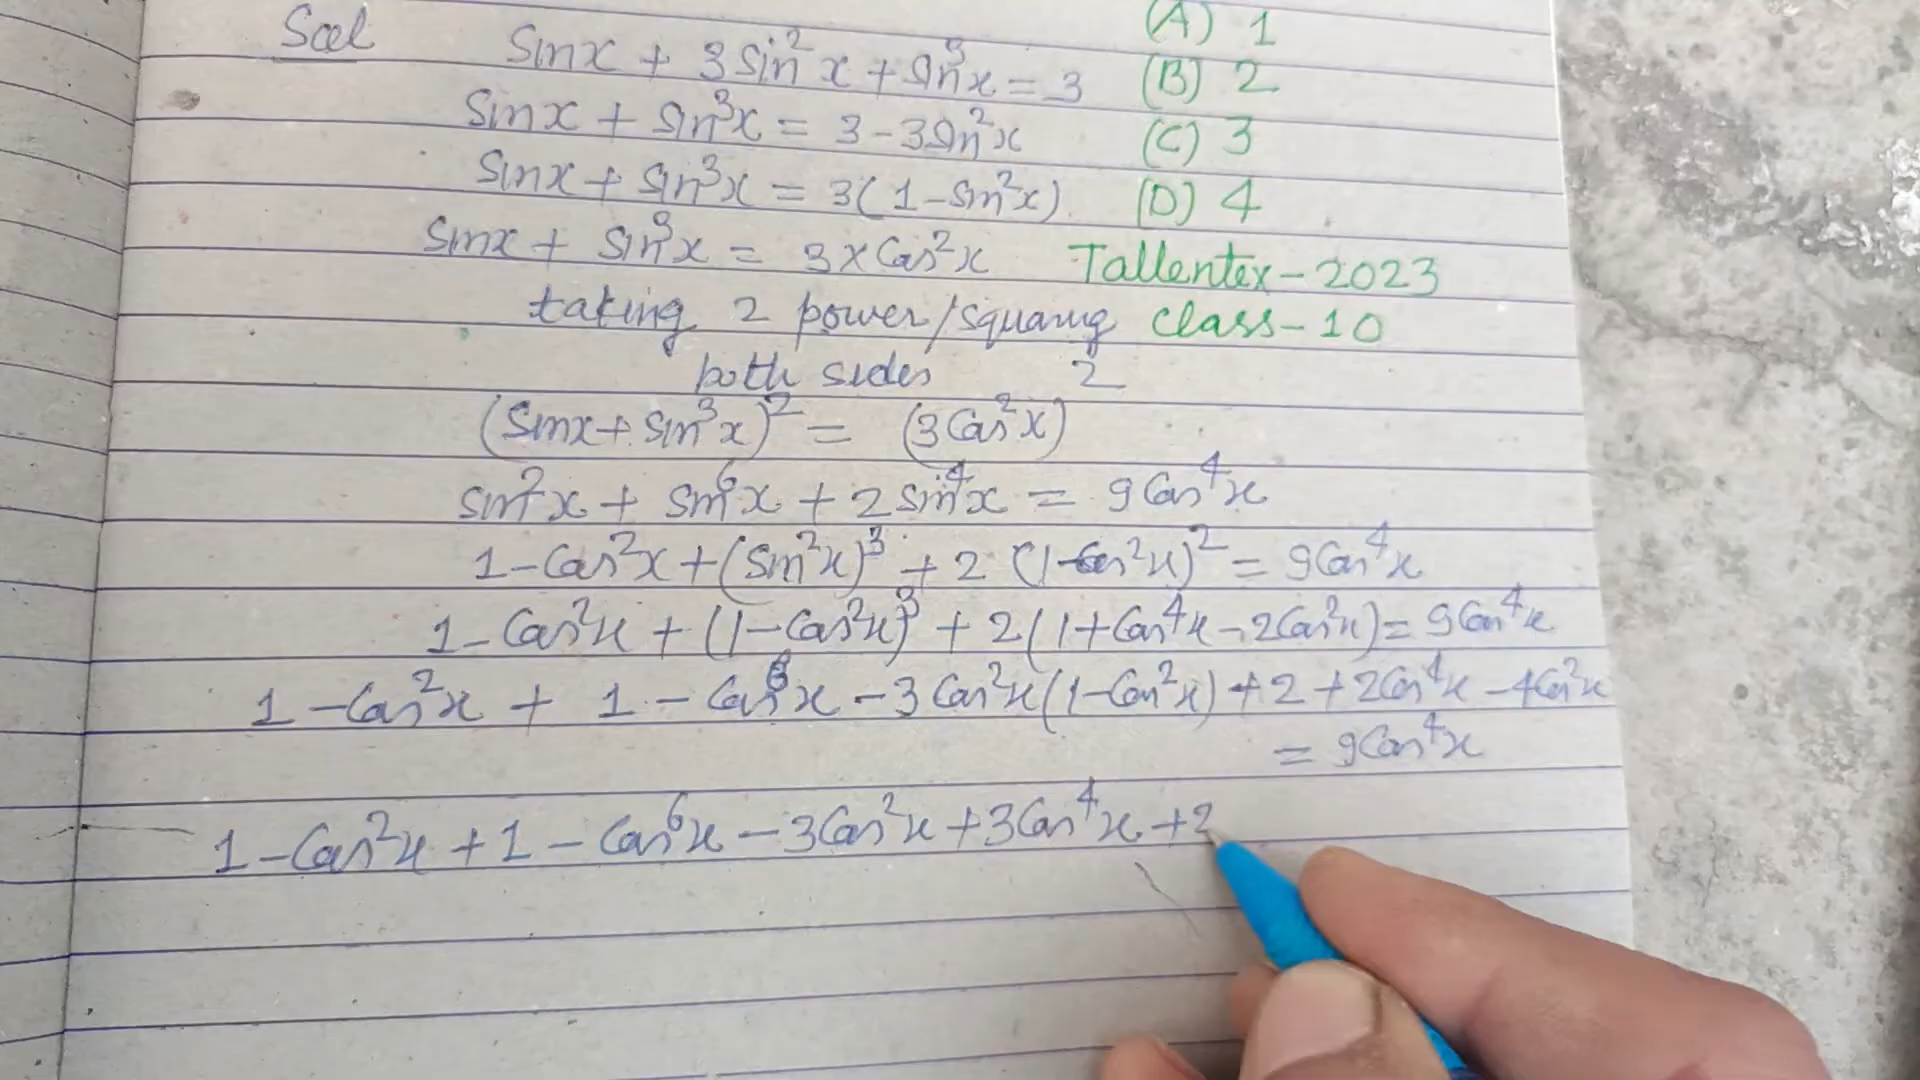 Sol
(A) 1
sinx + 3sin²x + sin³x = 3 (B) 2
sinx + sin³x = 3-3sin²x (C) 3
sinx + sin³x = 3(1-sin²x) (D) 4
sinx + sin³x = 3×Cos²x Tallentex-2023
taking 2 power/squaring class-10
both sides
(sinx+sin³x)² = (3Cos²x)²
sin²x + sin⁶x + 2sin⁴x = 9Cos⁴x
1-Cos²x+(sin²x)³ + 2(1-Cos²x)² = 9Cos⁴x
1-Cos²x + (1-Cos²x)³ + 2(1+Cos⁴x-2Cos²x)=9Cos⁴x
1-Cos²x + 1-Cos⁶x-3Cos²x(1-Cos²x)+2+2Cos⁴x-4Cos²x
= 9Cos⁴x
1-Cos²x+1-Cos⁶x-3Cos²x+3Cos⁴x+2